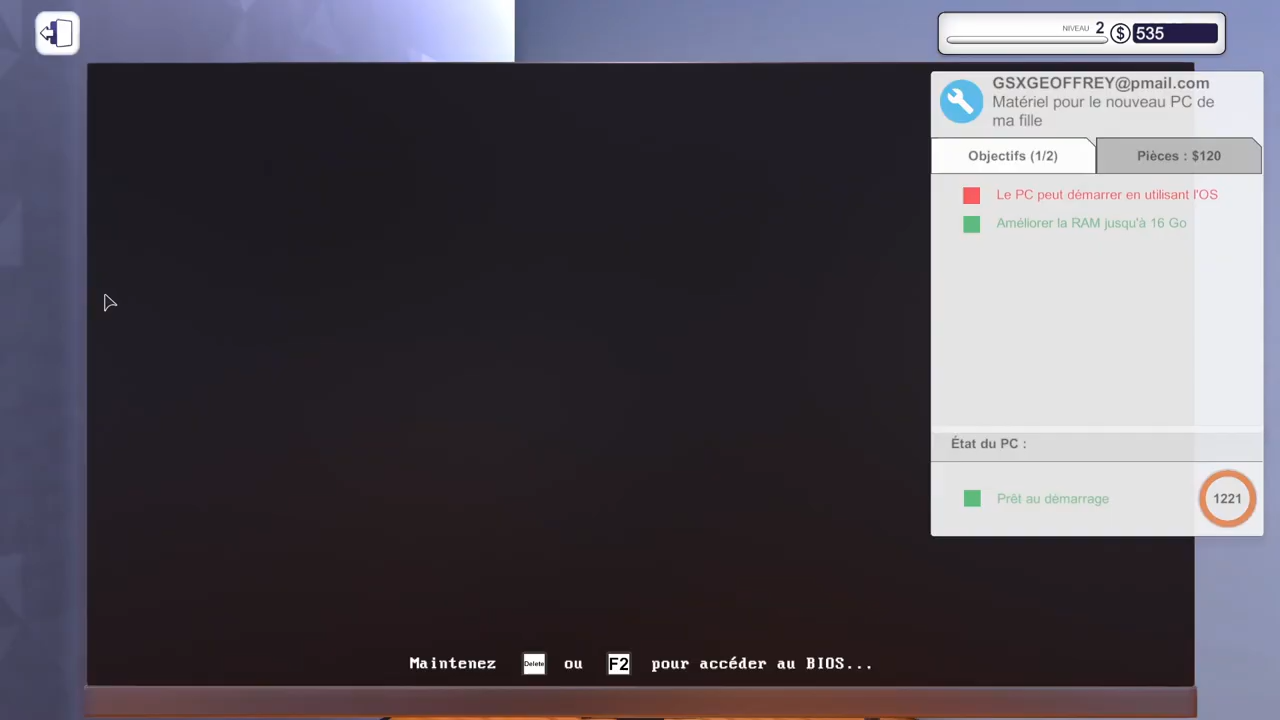 NIVEAU 2 $ 535
GSXGEOFFREY@pmail.com
Matériel pour le nouveau PC de
ma fille
Objectifs (1/2) Pièces : $120
Le PC peut démarrer en utilisant l'OS
Améliorer la RAM jusqu'à 16 Go
État du PC :
Prêt au démarrage 1221
Maintenez Delete ou F2 pour accéder au BIOS...